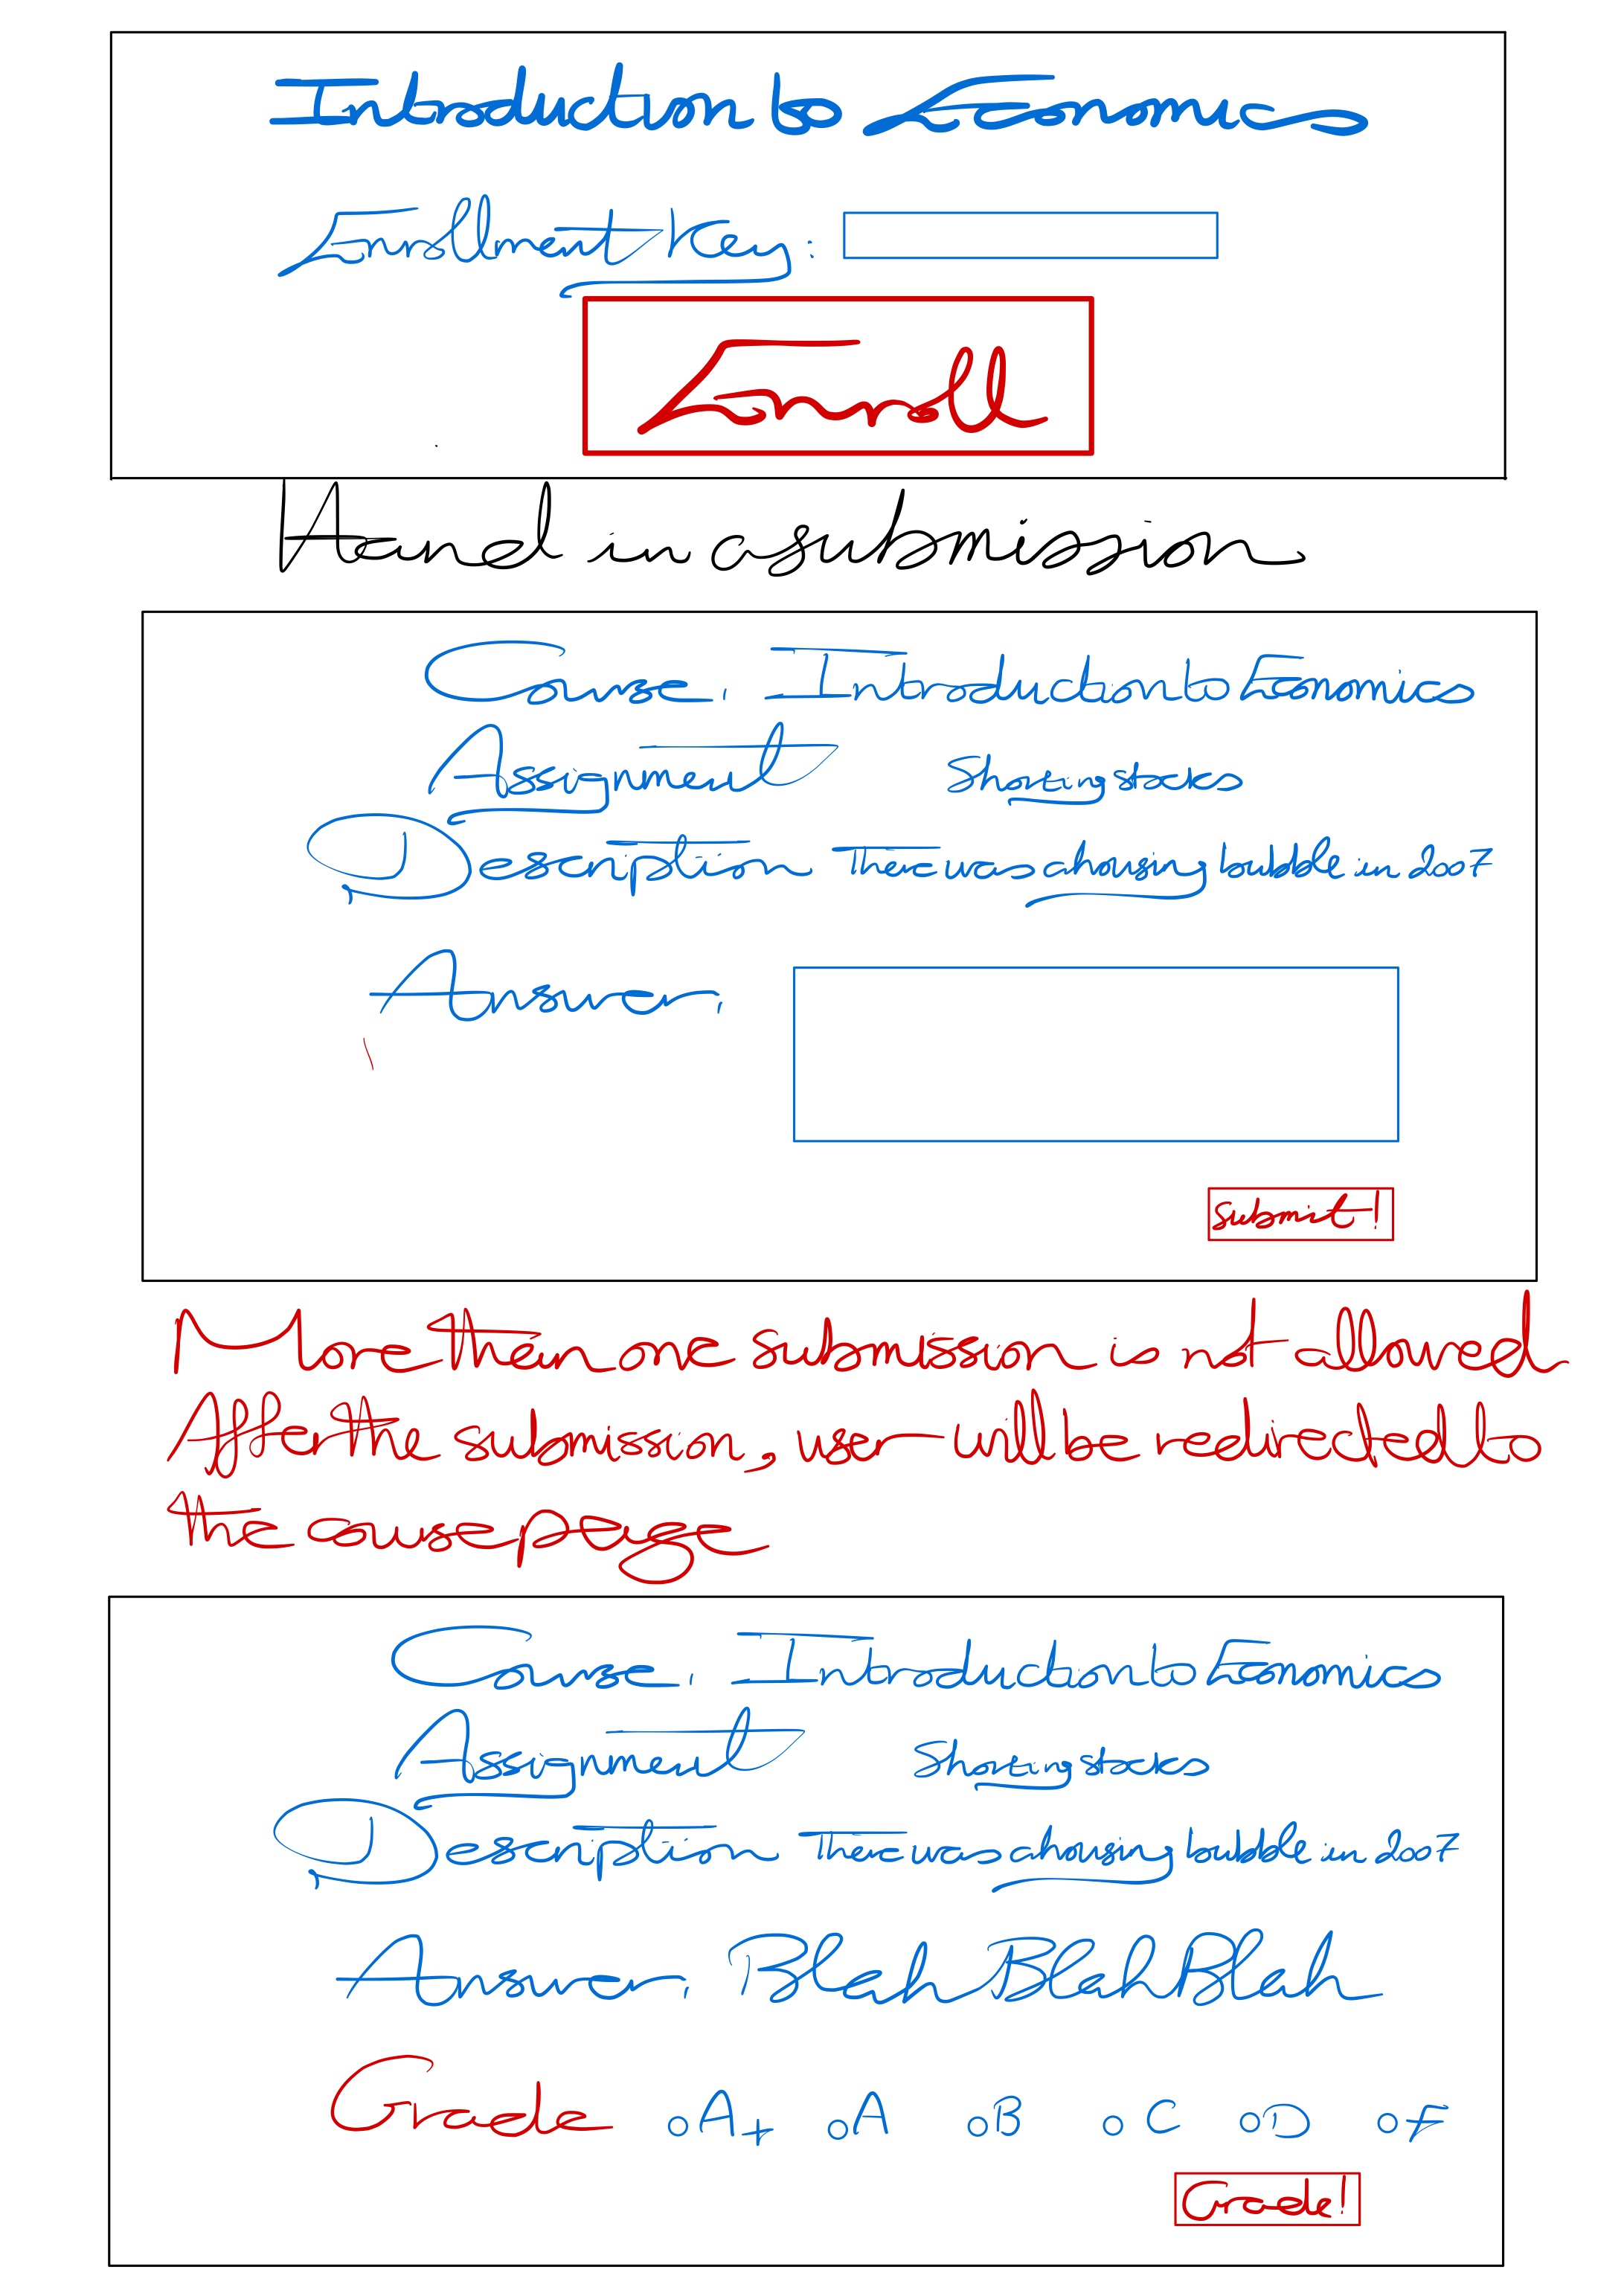 Introduction to Economics
Enrollment Key:
Ennroll
Hand in a submission
Course: Introduction to Economics
Assignment Shorting stocks
Description There was a housing bubble in 2007
Answer:
Submit!
More than one submission is not allowed
After the submission, user will be redirected to
the couse page
Course: Introduction to Economics
Assignment Shorting stocks
Description There was a housing bubble in 2007
Answer: Blah Blah Blah
Grade A+ A B C D F
Grade!